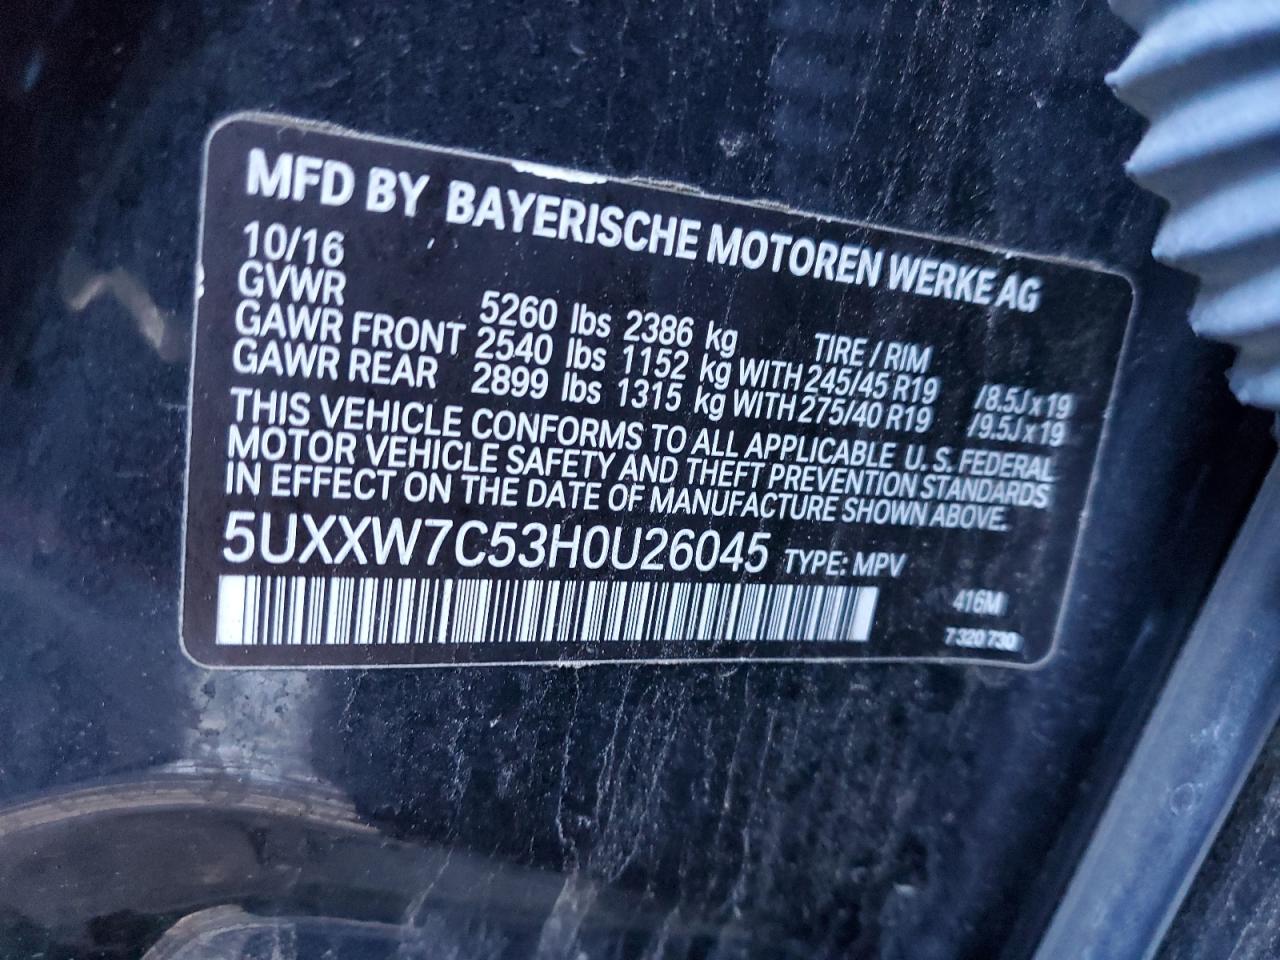 MFD BY BAYERISCHE MOTOREN WERKE AG
10/16
GVWR 5260 lbs 2386 kg TIRE / RIM
GAWR FRONT 2540 lbs 1152 kg WITH 245/45 R19 /8.5J x 19
GAWR REAR 2899 lbs 1315 kg WITH 275/40 R19 /9.5J x 19
THIS VEHICLE CONFORMS TO ALL APPLICABLE U.S. FEDERAL
MOTOR VEHICLE SAFETY AND THEFT PREVENTION STANDARDS
IN EFFECT ON THE DATE OF MANUFACTURE SHOWN ABOVE.
5UXXW7C53H0U26045 TYPE: MPV
416M
7 320 730